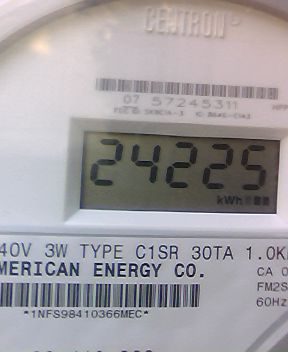 CENTRON
07 57245311
24225
kWh
40V 3W TYPE C1SR 30TA 1.0K
MERICAN ENERGY CO. CA 0
FM2S
*1NFS98410366MEC* 60Hz